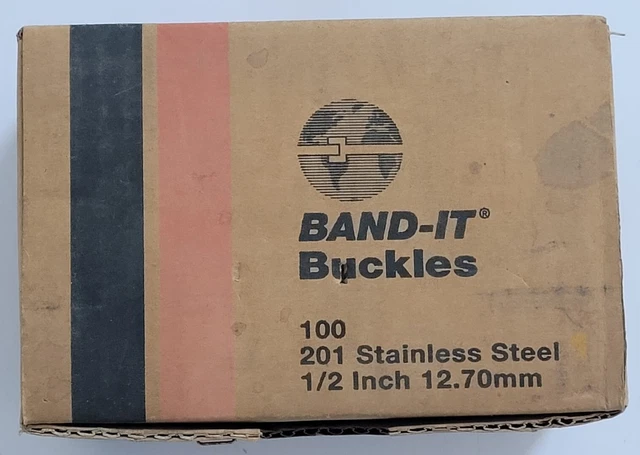 BAND-IT®
Buckles
100
201 Stainless Steel
1/2 Inch 12.70mm